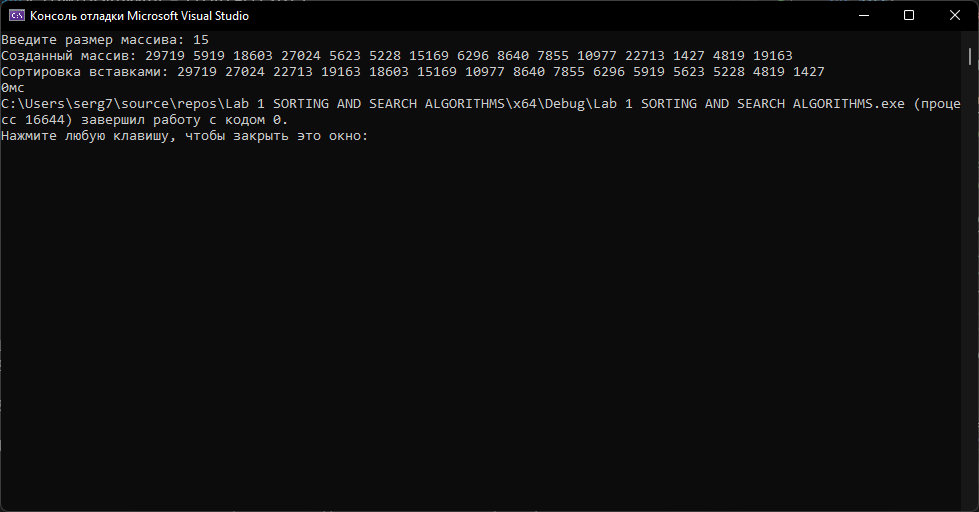 Консоль отладки Microsoft Visual Studio
Введите размер массива: 15
Созданный массив: 29719 5919 18603 27024 5623 5228 15169 6296 8640 7855 10977 22713 1427 4819 19163
Сортировка вставками: 29719 27024 22713 19163 18603 15169 10977 8640 7855 6296 5919 5623 5228 4819 1427
0мс
C:\Users\serg7\source\repos\Lab 1 SORTING AND SEARCH ALGORITHMS\x64\Debug\Lab 1 SORTING AND SEARCH ALGORITHMS.exe (проце
сс 16644) завершил работу с кодом 0.
Нажмите любую клавишу, чтобы закрыть это окно: